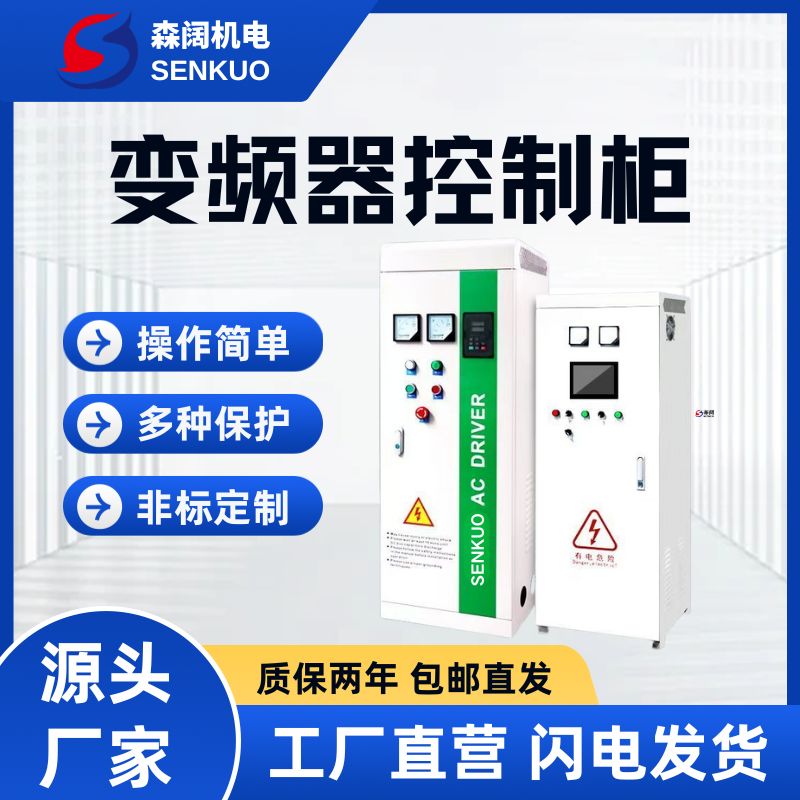 森阔机电
SENKUO
变频器控制柜
操作简单
多种保护
非标定制
SENKUO AC DRIVER
森阔
有电危险
源头
厂家
质保两年 包邮直发
工厂直营 闪电发货